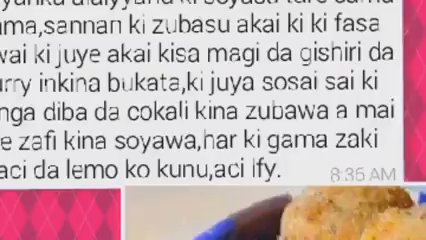 ama,sannan ki zubasu akai ki ki fasa
wai ki juye akai kisa magi da gishiri da
urry inkina bukata,ki juya sosai sai ki
nga diba da cokali kina zubawa a mai
e zafi kina soyawa,har ki gama zaki
aci da lemo ko kunu,aci lfy.
8:35 AM